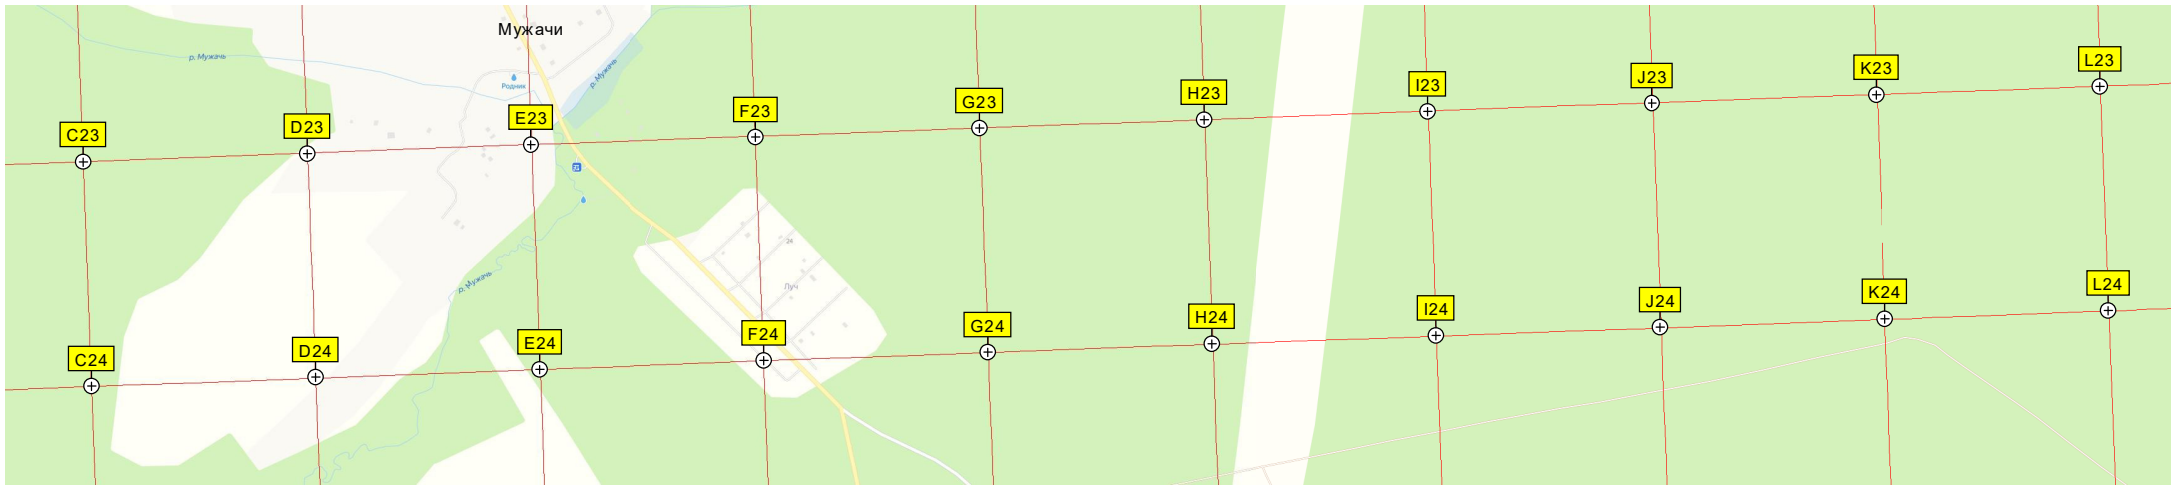 Мужачи
р. Мужачь
р. Мужачь
Родник
C23
D23
E23
F23
G23
H23
I23
J23
K23
L23
24
р. Мужачь
Луч
C24
D24
E24
F24
G24
H24
I24
J24
K24
L24